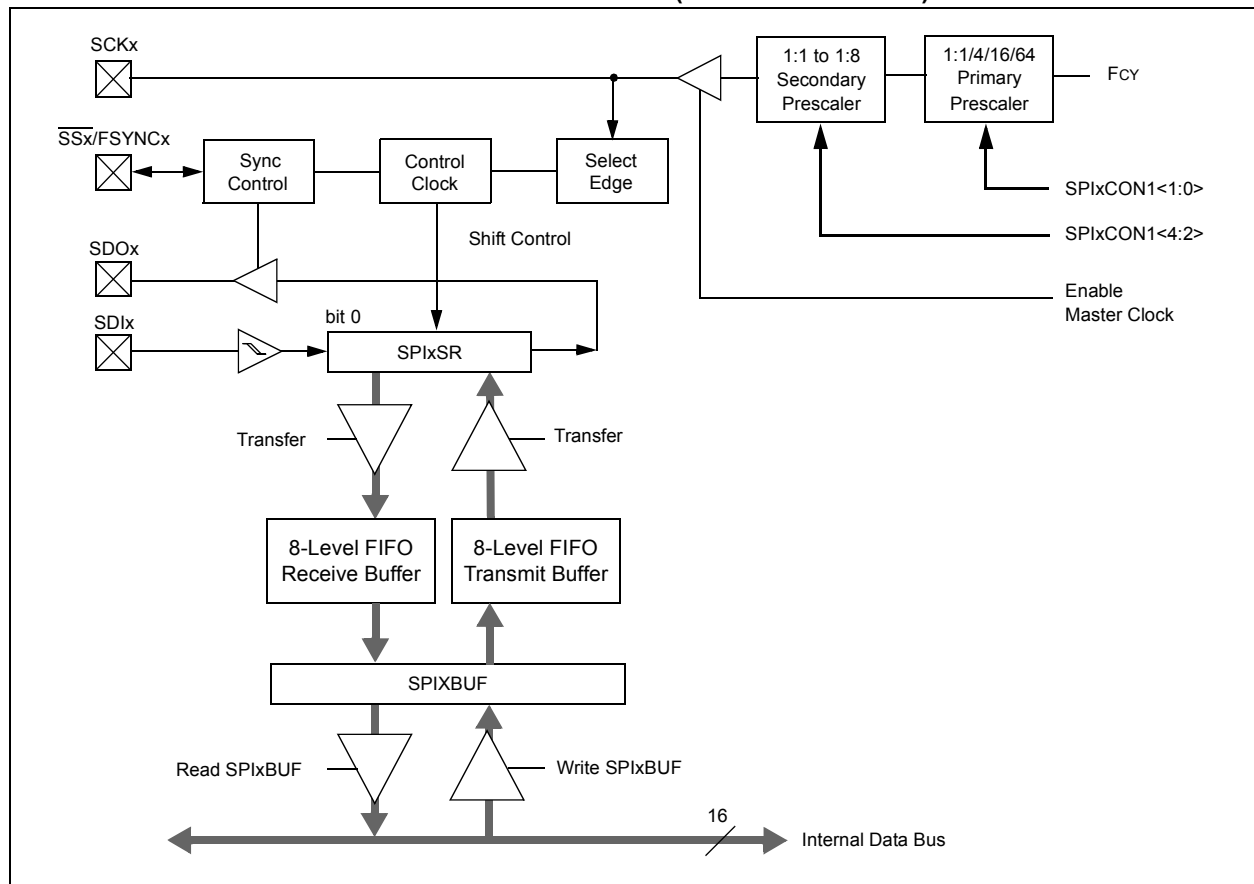 SCKx
1:1 to 1:8
Secondary
Prescaler
1:1/4/16/64
Primary
Prescaler
FCY
SSx/FSYNCx
Sync
Control
Control
Clock
Select
Edge
SPIxCON1<1:0>
SPIxCON1<4:2>
Shift Control
SDOx
Enable
Master Clock
bit 0
SDIx
SPIxSR
Transfer
Transfer
8-Level FIFO
Receive Buffer
8-Level FIFO
Transmit Buffer
SPIXBUF
Read SPIxBUF
Write SPIxBUF
16
Internal Data Bus